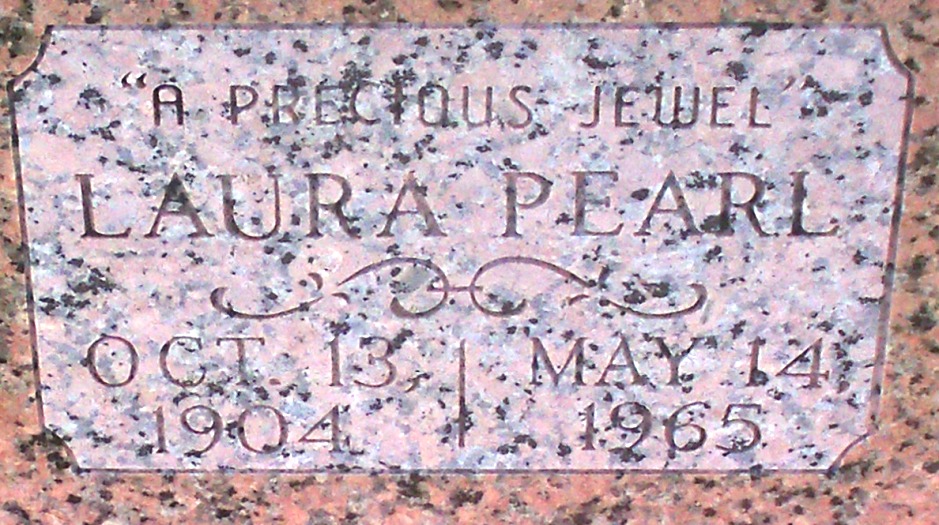 "A PRECIOUS JEWEL"
LAURA PEARL
OCT. 13, MAY 14,
1904 1965